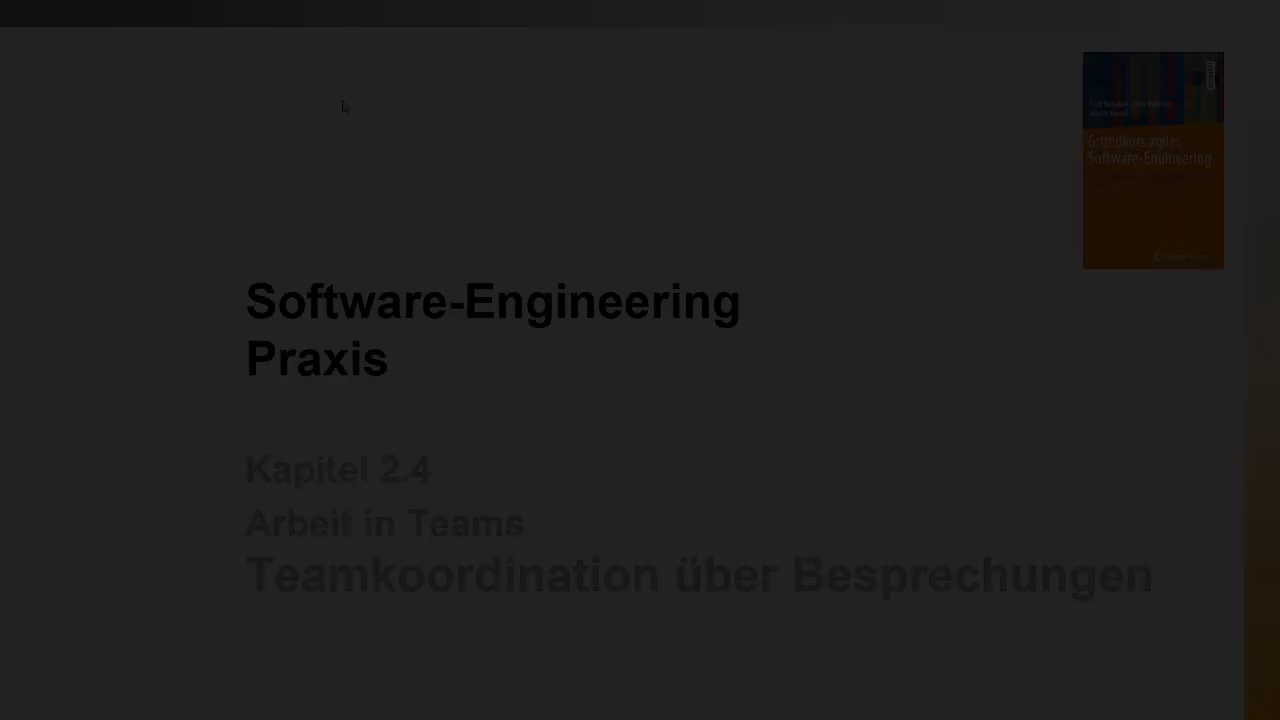 Grundkurs agiles
Software-Engineering
Software-Engineering
Praxis
Kapitel 2.4
Arbeit in Teams
Teamkoordination über Besprechungen